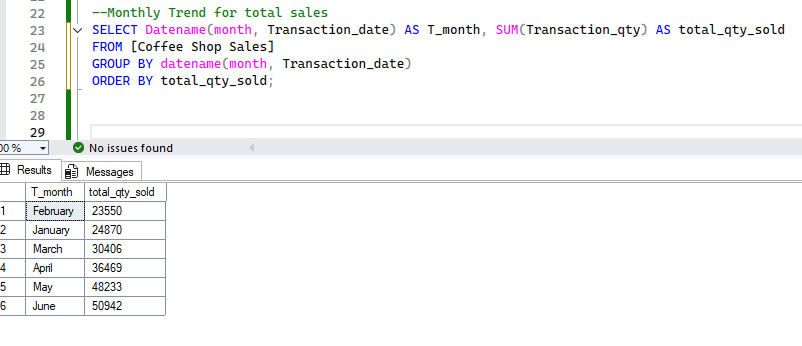 22 --Monthly Trend for total sales
23 SELECT Datename(month, Transaction_date) AS T_month, SUM(Transaction_qty) AS total_qty_sold
24 FROM [Coffee Shop Sales]
25 GROUP BY datename(month, Transaction_date)
26 ORDER BY total_qty_sold;
27
28
29
00 % No issues found
Results Messages
T_month total_qty_sold
1 February 23550
2 January 24870
3 March 30406
4 April 36469
5 May 48233
6 June 50942